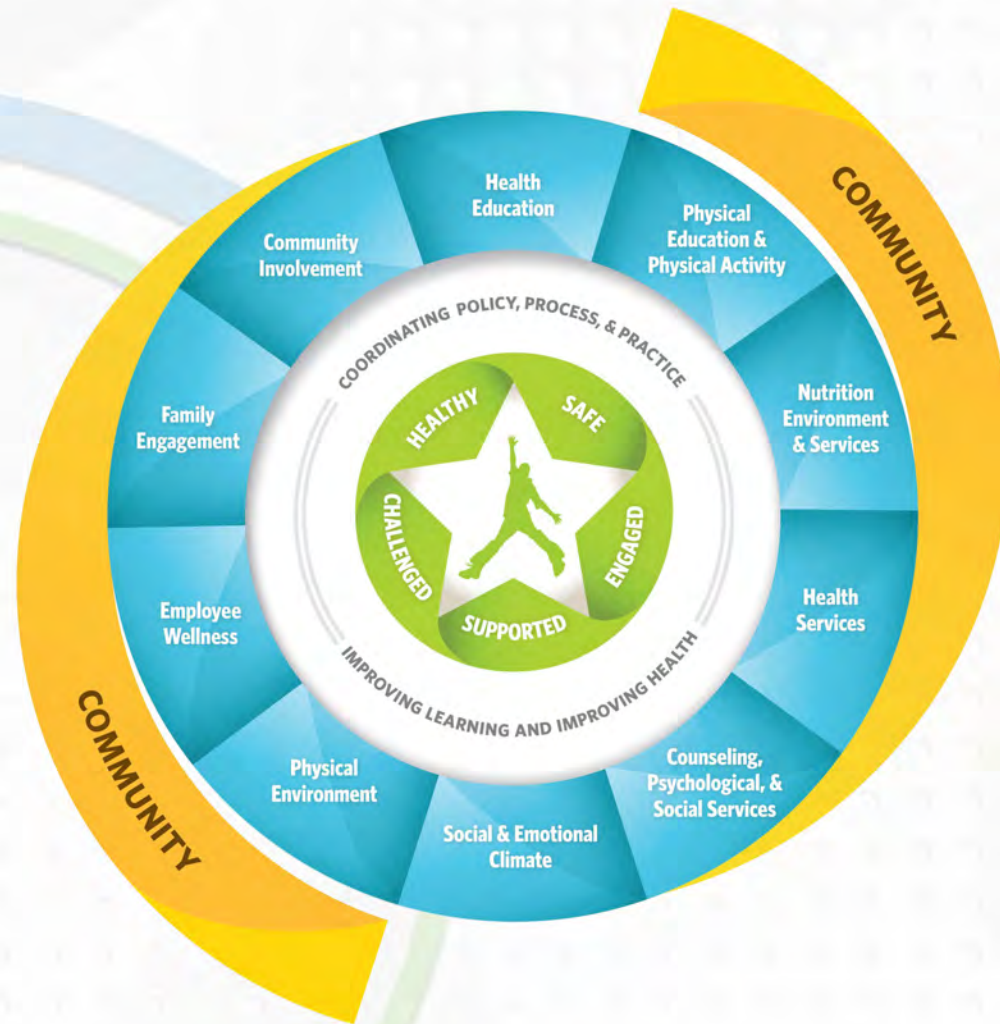 COMMUNITY
Health
Education
Physical
Education &
Physical Activity
Nutrition
Environment
& Services
Health
Services
Counseling,
Psychological, &
Social Services
Social & Emotional
Climate
Physical
Environment
Employee
Wellness
Family
Engagement
Community
Involvement
COORDINATING POLICY, PROCESS, & PRACTICE
IMPROVING LEARNING AND IMPROVING HEALTH
HEALTHY
SAFE
ENGAGED
SUPPORTED
CHALLENGED
COMMUNITY